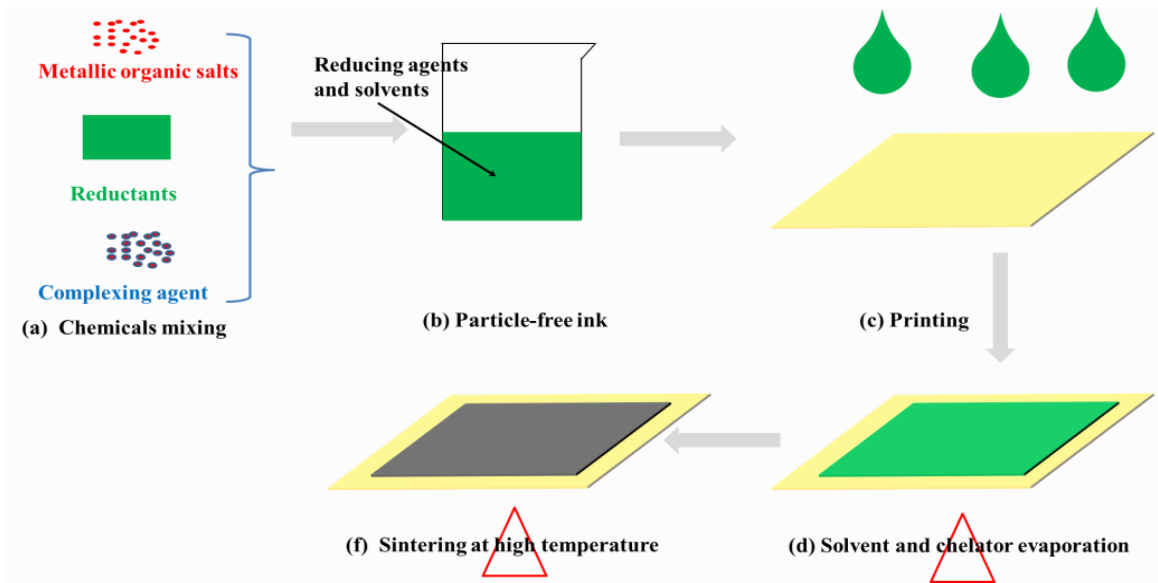 Metallic organic salts
Reductants
Complexing agent
(a) Chemicals mixing
Reducing agents
and solvents
(b) Particle-free ink
(c) Printing
(d) Solvent and chelator evaporation
(f) Sintering at high temperature